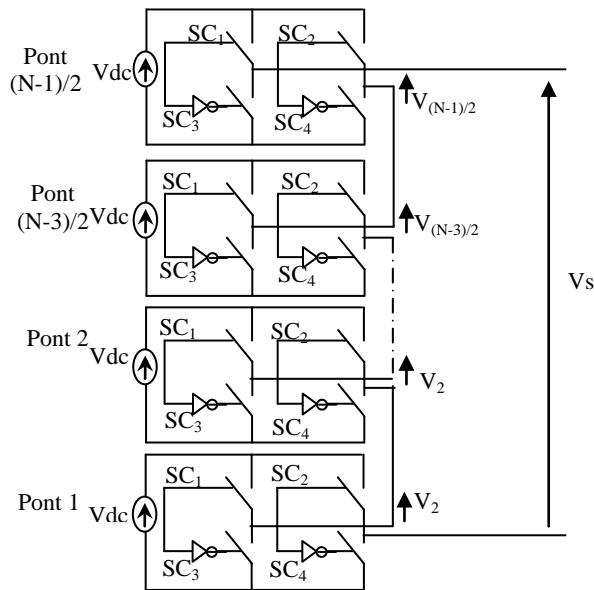 SC₁ SC₂
Pont
(N-1)/2
Vdc
V₍N-1₎/2
SC₃ SC₄
SC₁ SC₂
Pont
(N-3)/2
Vdc
V₍N-3₎/2
SC₃ SC₄
Vs
SC₁ SC₂
Pont 2
Vdc
V₂
SC₃ SC₄
SC₁ SC₂
Pont 1
Vdc
V₂
SC₃ SC₄